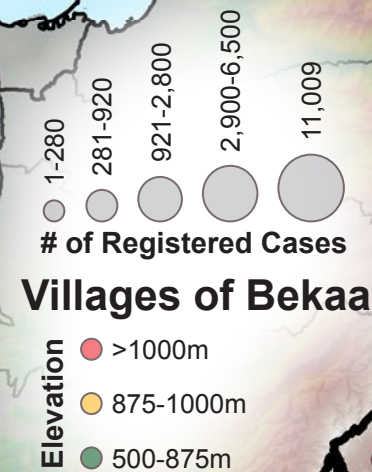 1-280
281-920
921-2,800
2,900-6,500
11,009
# of Registered Cases
Villages of Bekaa
Elevation
>1000m
875-1000m
500-875m